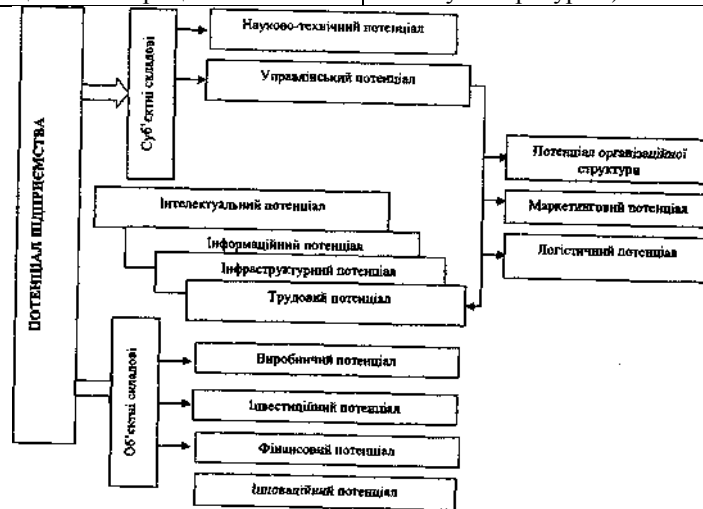 Науково-технічний потенціал
Управлінський потенціал
ПОТЕНЦІАЛ ПІДПРИЄМСТВА
Суб’єктні складові
Потенціал організаційної
структури
Маркетинговий потенціал
Логістичний потенціал
Інтелектуальний потенціал
Інформаційний потенціал
Інфраструктурний потенціал
Трудовий потенціал
Об’єктні складові
Виробничий потенціал
Інвестиційний потенціал
Фінансовий потенціал
Інноваційний потенціал